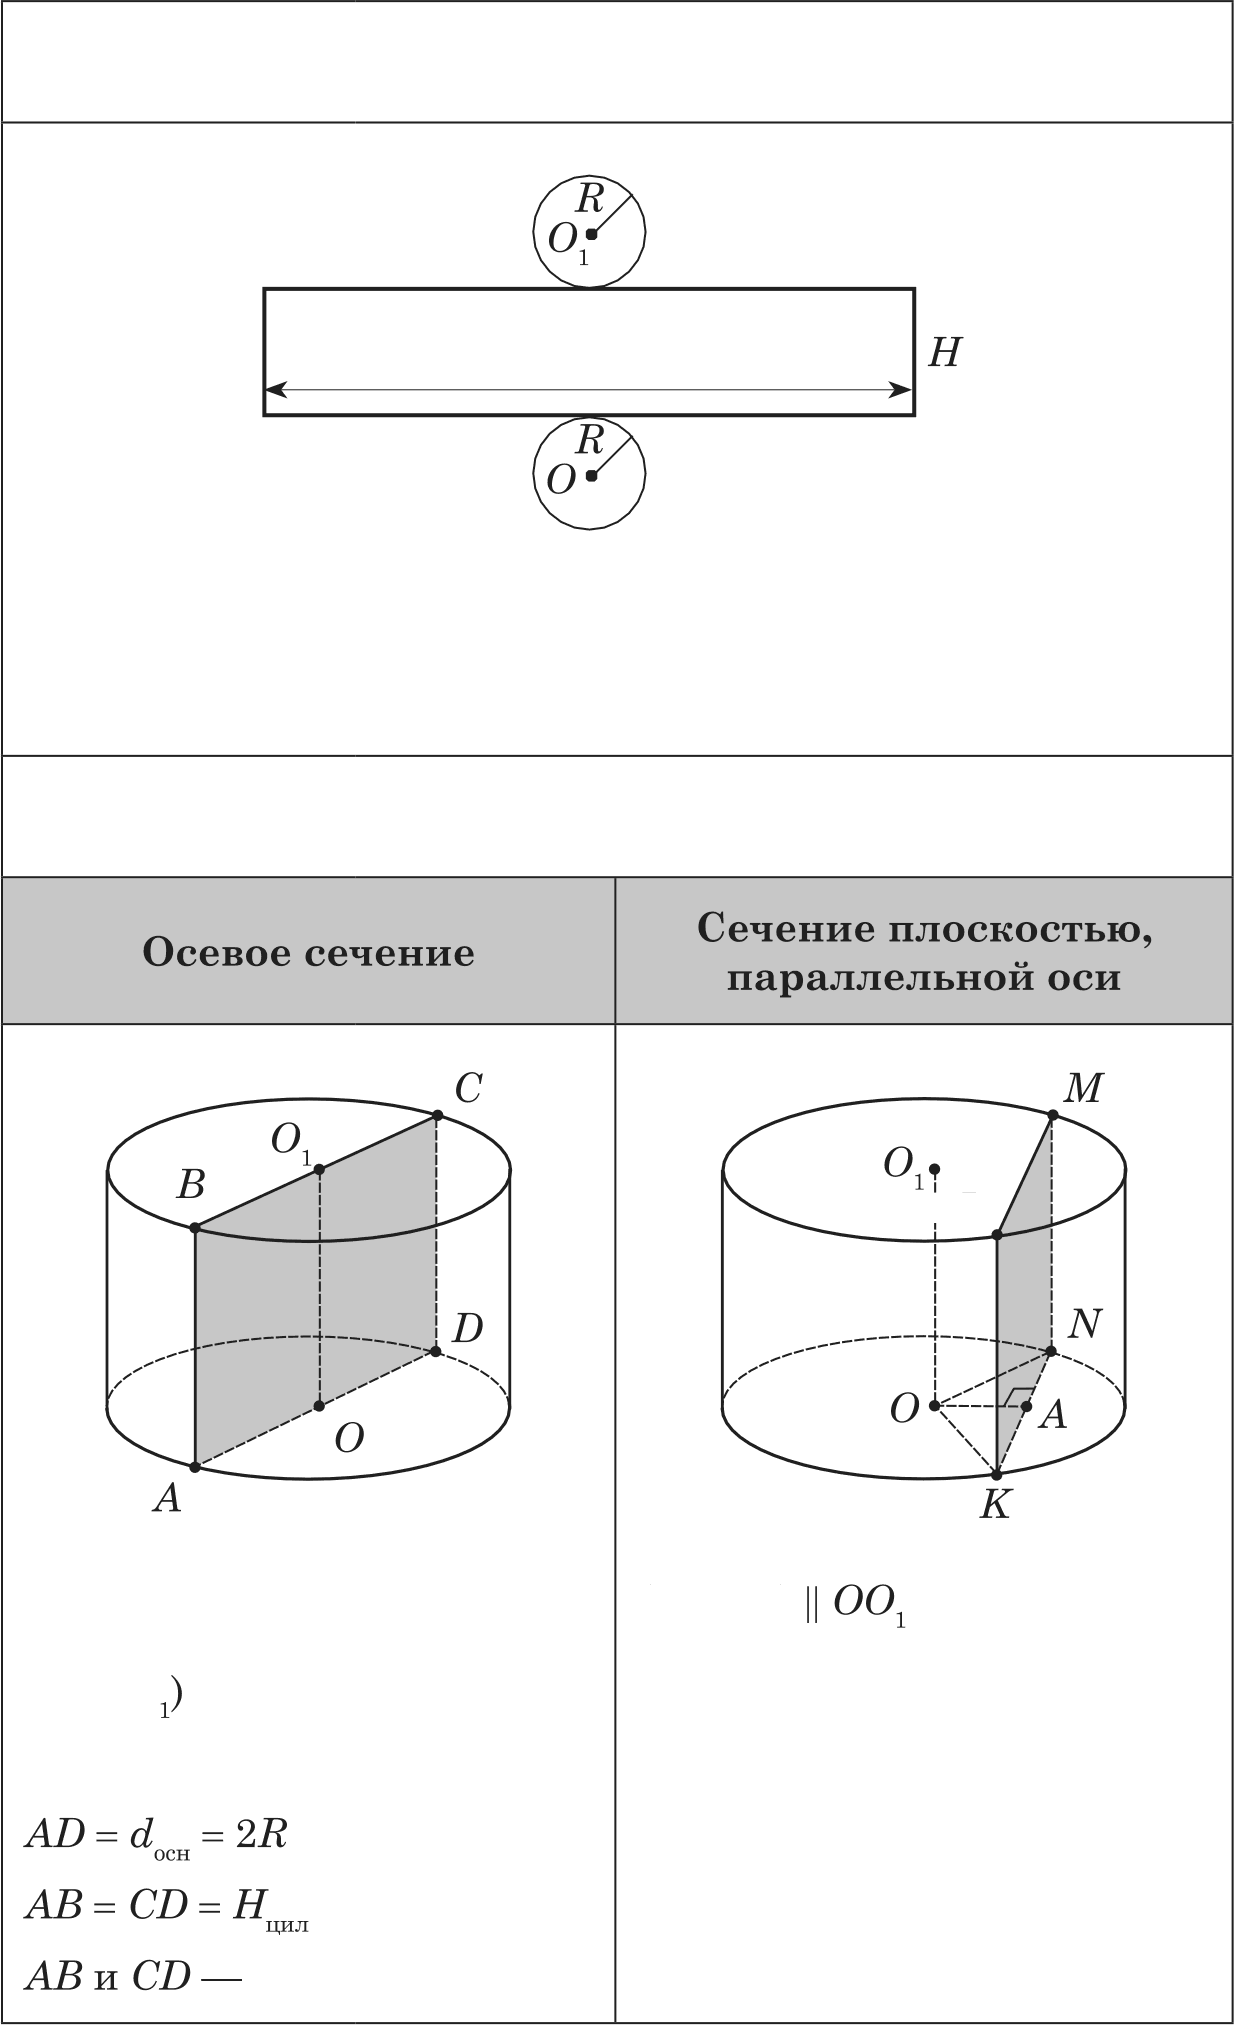 R
O₁
H
R
O
Осевое сечение
Сечение плоскостью,
параллельной оси
C
O₁
B
D
O
A
M
O₁
N
O
A
K
|| OO₁
₁)
AD = dосн = 2R
AB = CD = Hцил
AB и CD —